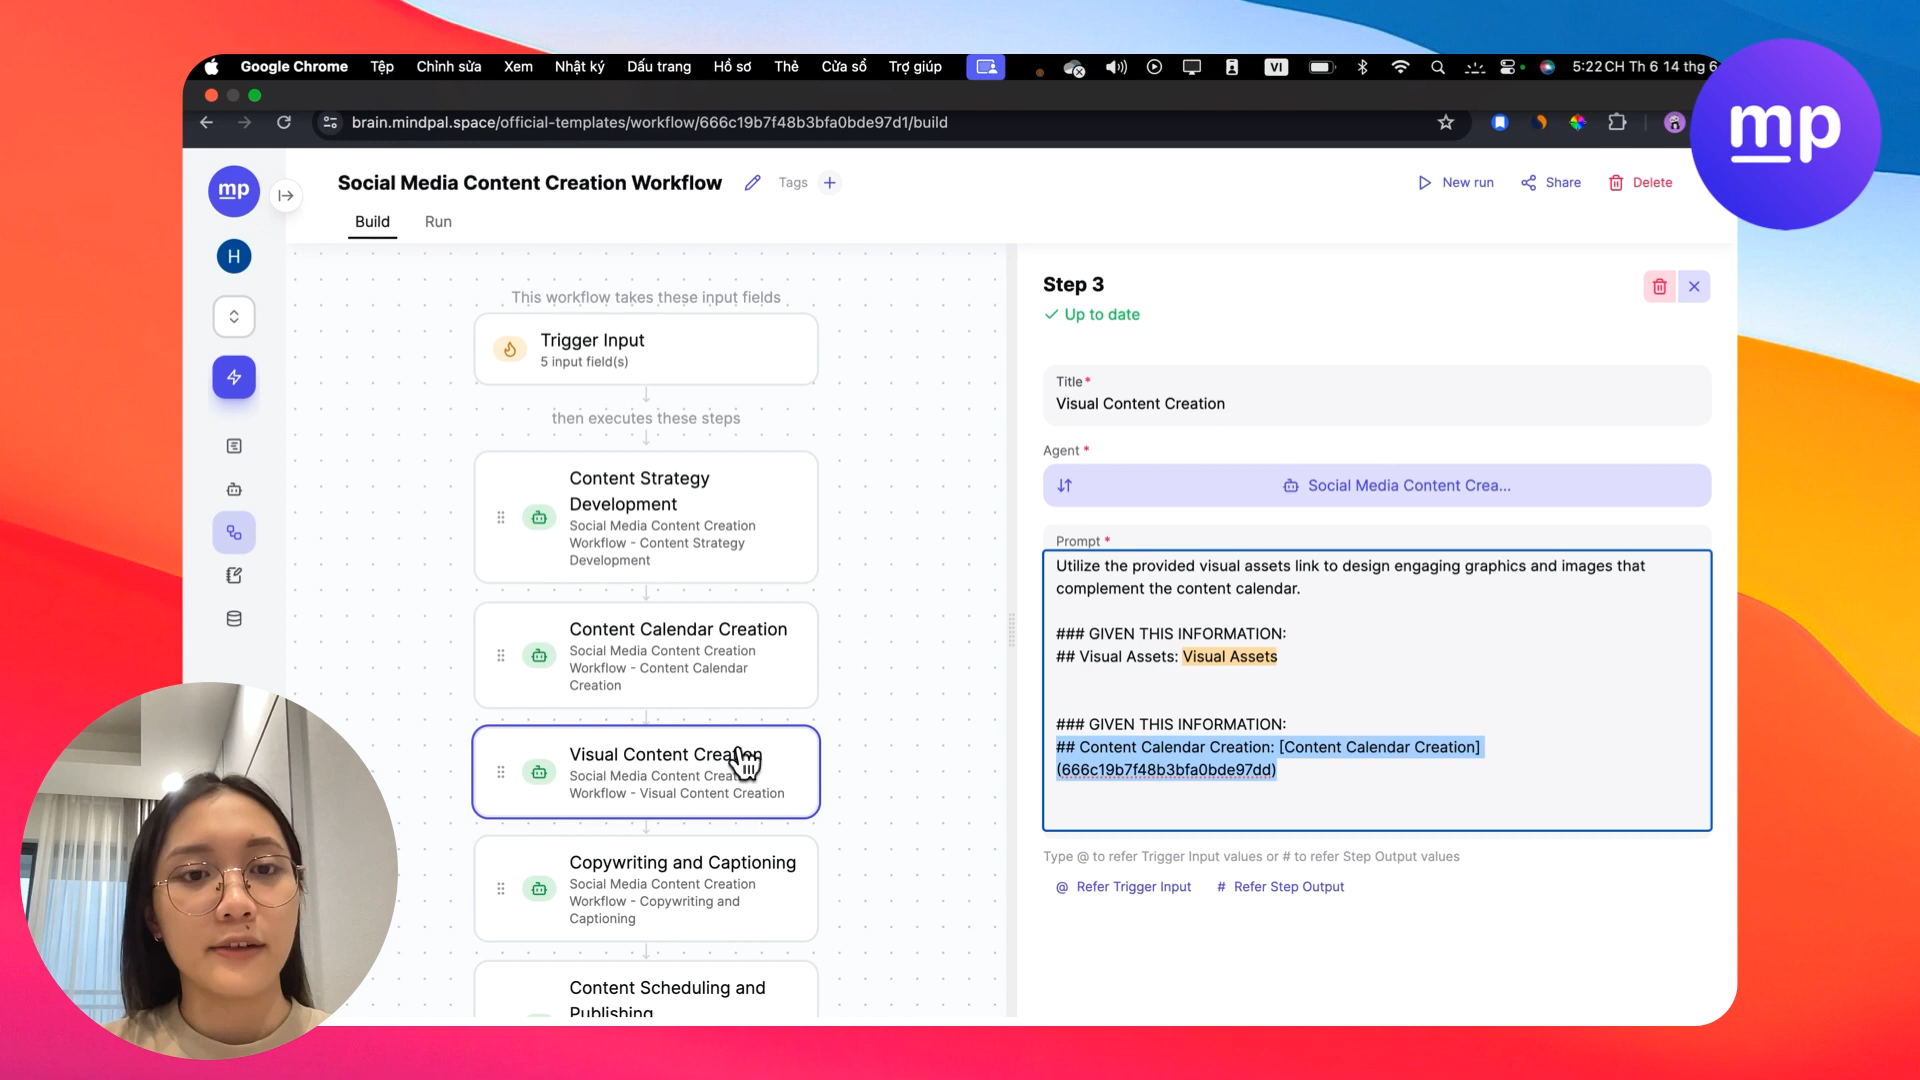 Google Chrome Tệp Chỉnh sửa Xem Nhật ký Dấu trang Hồ sơ Thẻ Cửa sổ Trợ giúp VI 5:22 CH Th 6 14 thg 6
brain.mindpal.space/official-templates/workflow/666c19b7f48b3bfa0bde97d1/build
mp
mp
Social Media Content Creation Workflow
Tags
New run
Share
Delete
Build
Run
H
This workflow takes these input fields
Trigger Input
5 input field(s)
then executes these steps
Content Strategy
Development
Social Media Content Creation
Workflow - Content Strategy
Development
Content Calendar Creation
Social Media Content Creation
Workflow - Content Calendar
Creation
Visual Content Creation
Social Media Content Crea
Workflow - Visual Content Creation
Copywriting and Captioning
Social Media Content Creation
Workflow - Copywriting and
Captioning
Content Scheduling and
Publishing
Step 3
Up to date
Title*
Visual Content Creation
Agent *
Social Media Content Crea...
Prompt *
Utilize the provided visual assets link to design engaging graphics and images that
complement the content calendar.
### GIVEN THIS INFORMATION:
## Visual Assets: Visual Assets
### GIVEN THIS INFORMATION:
## Content Calendar Creation: [Content Calendar Creation]
(666c19b7f48b3bfa0bde97dd)
Type @ to refer Trigger Input values or # to refer Step Output values
@ Refer Trigger Input
# Refer Step Output